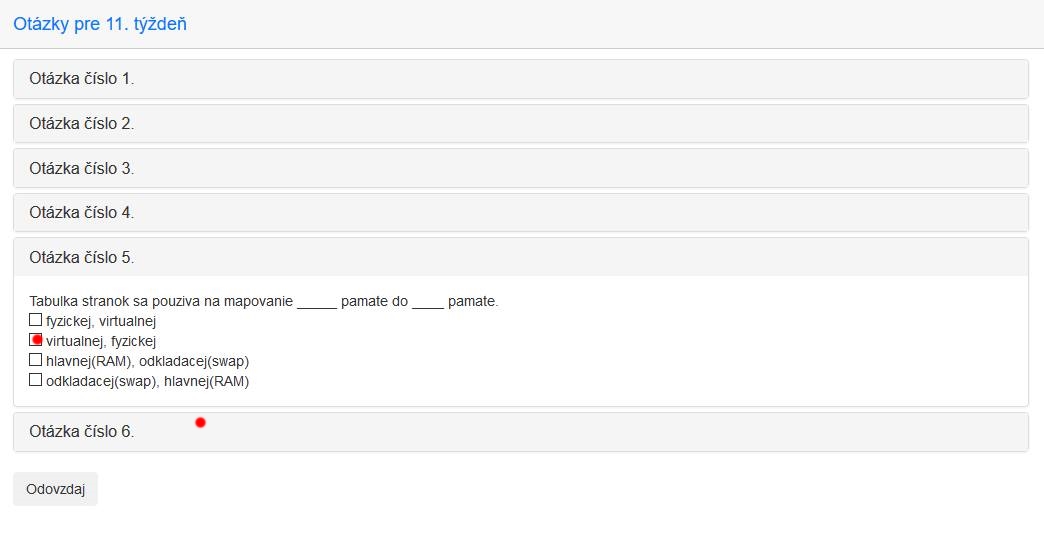 Otázky pre 11. týždeň
Otázka číslo 1.
Otázka číslo 2.
Otázka číslo 3.
Otázka číslo 4.
Otázka číslo 5.
Tabulka stranok sa pouziva na mapovanie _____ pamate do ____ pamate.
fyzickej, virtualnej
virtualnej, fyzickej
hlavnej(RAM), odkladacej(swap)
odkladacej(swap), hlavnej(RAM)
Otázka číslo 6.
Odovzdaj